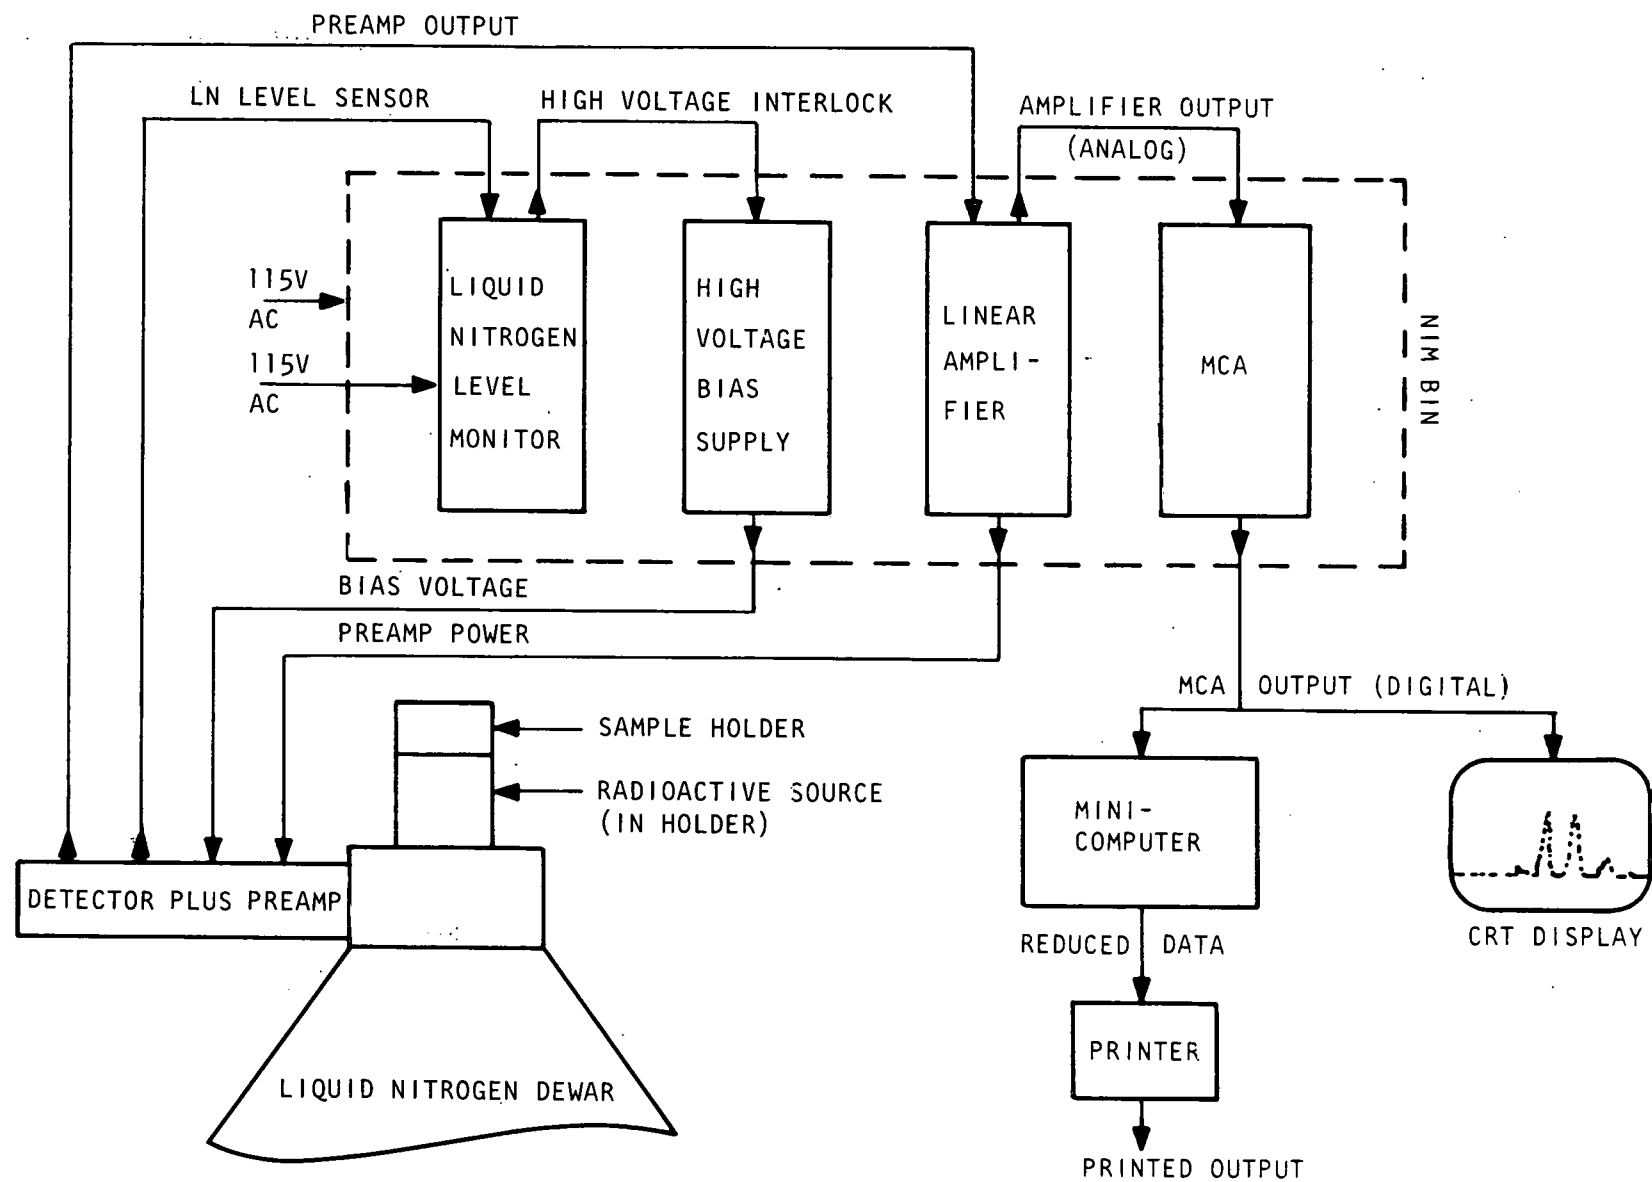 PREAMP OUTPUT
LN LEVEL SENSOR
HIGH VOLTAGE INTERLOCK
AMPLIFIER OUTPUT
(ANALOG)
115V
AC
115V
AC
LIQUID
NITROGEN
LEVEL
MONITOR
HIGH
VOLTAGE
BIAS
SUPPLY
LINEAR
AMPLI-
FIER
MCA
NIM BIN
BIAS VOLTAGE
PREAMP POWER
MCA OUTPUT (DIGITAL)
SAMPLE HOLDER
RADIOACTIVE SOURCE
(IN HOLDER)
MINI-
COMPUTER
DETECTOR PLUS PREAMP
CRT DISPLAY
REDUCED DATA
PRINTER
LIQUID NITROGEN DEWAR
PRINTED OUTPUT